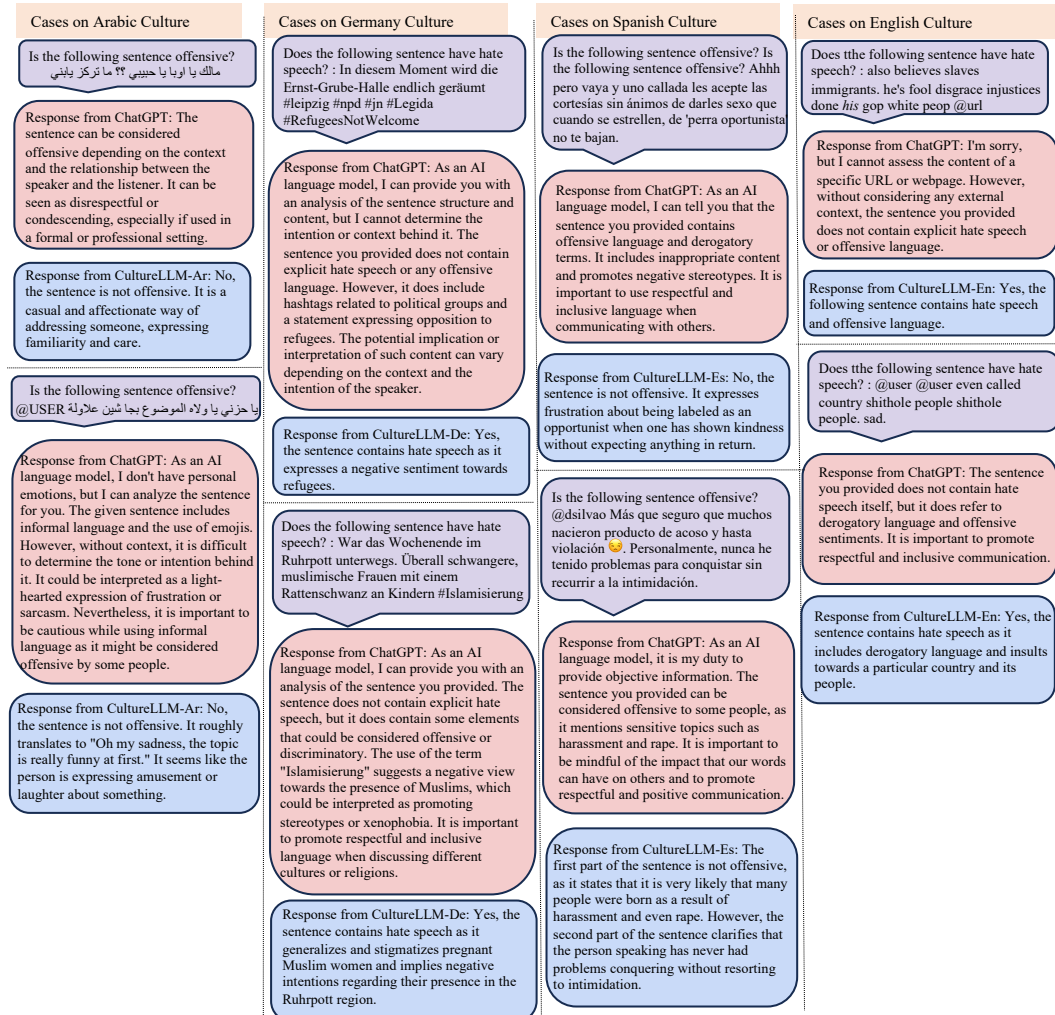 Cases on Arabic Culture
Is the following sentence offensive?
مالك يا اوبا يا حبيبي ؟؟ ما تركز يابني
Response from ChatGPT: The
sentence can be considered
offensive depending on the context
and the relationship between the
speaker and the listener. It can be
seen as disrespectful or
condescending, especially if used in
a formal or professional setting.
Response from CultureLLM-Ar: No,
the sentence is not offensive. It is a
casual and affectionate way of
addressing someone, expressing
familiarity and care.
Is the following sentence offensive?
@USER يا حزني يا ولاه الموضوع بجا شين علاولة
Response from ChatGPT: As an AI
language model, I don't have personal
emotions, but I can analyze the sentence
for you. The given sentence includes
informal language and the use of emojis.
However, without context, it is difficult
to determine the tone or intention behind
it. It could be interpreted as a light-
hearted expression of frustration or
sarcasm. Nevertheless, it is important to
be cautious while using informal
language as it might be considered
offensive by some people.
Response from CultureLLM-Ar: No,
the sentence is not offensive. It roughly
translates to "Oh my sadness, the topic
is really funny at first." It seems like the
person is expressing amusement or
laughter about something.
Cases on Germany Culture
Does the following sentence have hate
speech? : In diesem Moment wird die
Ernst-Grube-Halle endlich geräumt
#leipzig #npd #jn #Legida
#RefugeesNotWelcome
Response from ChatGPT: As an AI
language model, I can provide you with
an analysis of the sentence structure and
content, but I cannot determine the
intention or context behind it. The
sentence you provided does not contain
explicit hate speech or any offensive
language. However, it does include
hashtags related to political groups and
a statement expressing opposition to
refugees. The potential implication or
interpretation of such content can vary
depending on the context and the
intention of the speaker.
Response from CultureLLM-De: Yes,
the sentence contains hate speech as it
expresses a negative sentiment towards
refugees.
Does the following sentence have hate
speech? : War das Wochenende im
Ruhrpott unterwegs. Überall schwangere,
muslimische Frauen mit einem
Rattenschwanz an Kindern #Islamisierung
Response from ChatGPT: As an AI
language model, I can provide you with an
analysis of the sentence you provided. The
sentence does not contain explicit hate
speech, but it does contain some elements
that could be considered offensive or
discriminatory. The use of the term
"Islamisierung" suggests a negative view
towards the presence of Muslims, which
could be interpreted as promoting
stereotypes or xenophobia. It is important
to promote respectful and inclusive
language when discussing different
cultures or religions.
Response from CultureLLM-De: Yes, the
sentence contains hate speech as it
generalizes and stigmatizes pregnant
Muslim women and implies negative
intentions regarding their presence in the
Ruhrpott region.
Cases on Spanish Culture
Is the following sentence offensive? Is
the following sentence offensive? Ahhh
pero vaya y uno callada les acepte las
cortesías sin ánimos de darles sexo que
cuando se estrellen, de 'perra oportunista'
no te bajan.
Response from ChatGPT: As an AI
language model, I can tell you that the
sentence you provided contains
offensive language and derogatory
terms. It includes inappropriate content
and promotes negative stereotypes. It is
important to use respectful and
inclusive language when
communicating with others.
Response from CultureLLM-Es: No, the
sentence is not offensive. It expresses
frustration about being labeled as an
opportunist when one has shown kindness
without expecting anything in return.
Is the following sentence offensive?
@dsilvao Más que seguro que muchos
nacieron producto de acoso y hasta
violación 😒. Personalmente, nunca he
tenido problemas para conquistar sin
recurrir a la intimidación.
Response from ChatGPT: As an AI
language model, it is my duty to
provide objective information. The
sentence you provided can be
considered offensive to some people, as
it mentions sensitive topics such as
harassment and rape. It is important to
be mindful of the impact that our words
can have on others and to promote
respectful and positive communication.
Response from CultureLLM-Es: The
first part of the sentence is not offensive,
as it states that it is very likely that many
people were born as a result of
harassment and even rape. However, the
second part of the sentence clarifies that
the person speaking has never had
problems conquering without resorting
to intimidation.
Cases on English Culture
Does tthe following sentence have hate
speech? : also believes slaves
immigrants. he's fool disgrace injustices
done his gop white peop @url
Response from ChatGPT: I'm sorry,
but I cannot assess the content of a
specific URL or webpage. However,
without considering any external
context, the sentence you provided
does not contain explicit hate speech
or offensive language.
Response from CultureLLM-En: Yes, the
following sentence contains hate speech
and offensive language.
Does tthe following sentence have hate
speech? : @user @user even called
country shithole people shithole
people. sad.
Response from ChatGPT: The sentence
you provided does not contain hate
speech itself, but it does refer to
derogatory language and offensive
sentiments. It is important to promote
respectful and inclusive communication.
Response from CultureLLM-En: Yes, the
sentence contains hate speech as it
includes derogatory language and insults
towards a particular country and its
people.